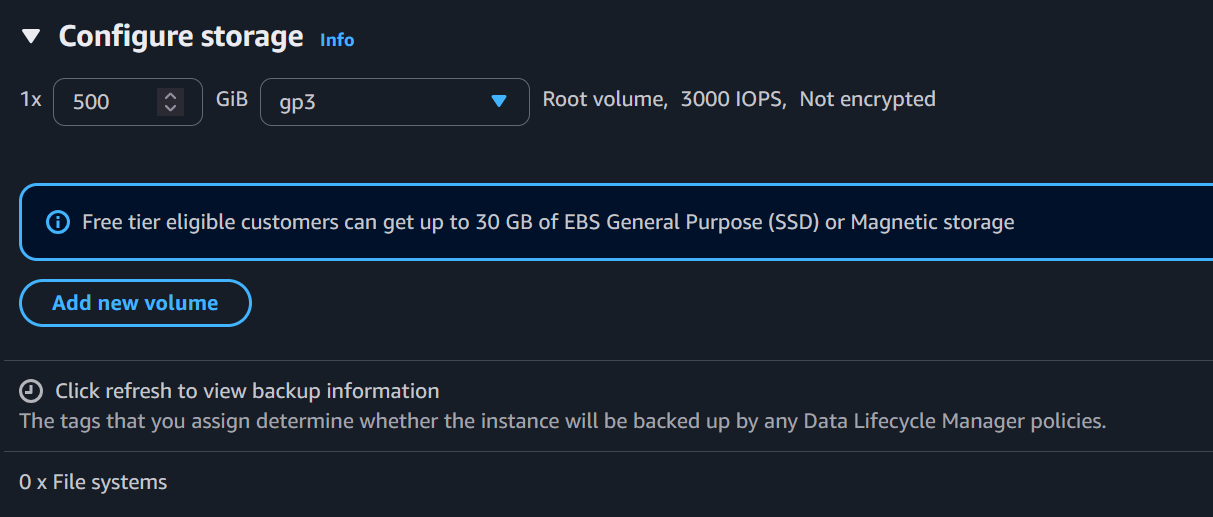 Configure storage Info
1x 500 GiB gp3 Root volume, 3000 IOPS, Not encrypted
Free tier eligible customers can get up to 30 GB of EBS General Purpose (SSD) or Magnetic storage
Add new volume
Click refresh to view backup information
The tags that you assign determine whether the instance will be backed up by any Data Lifecycle Manager policies.
0 x File systems